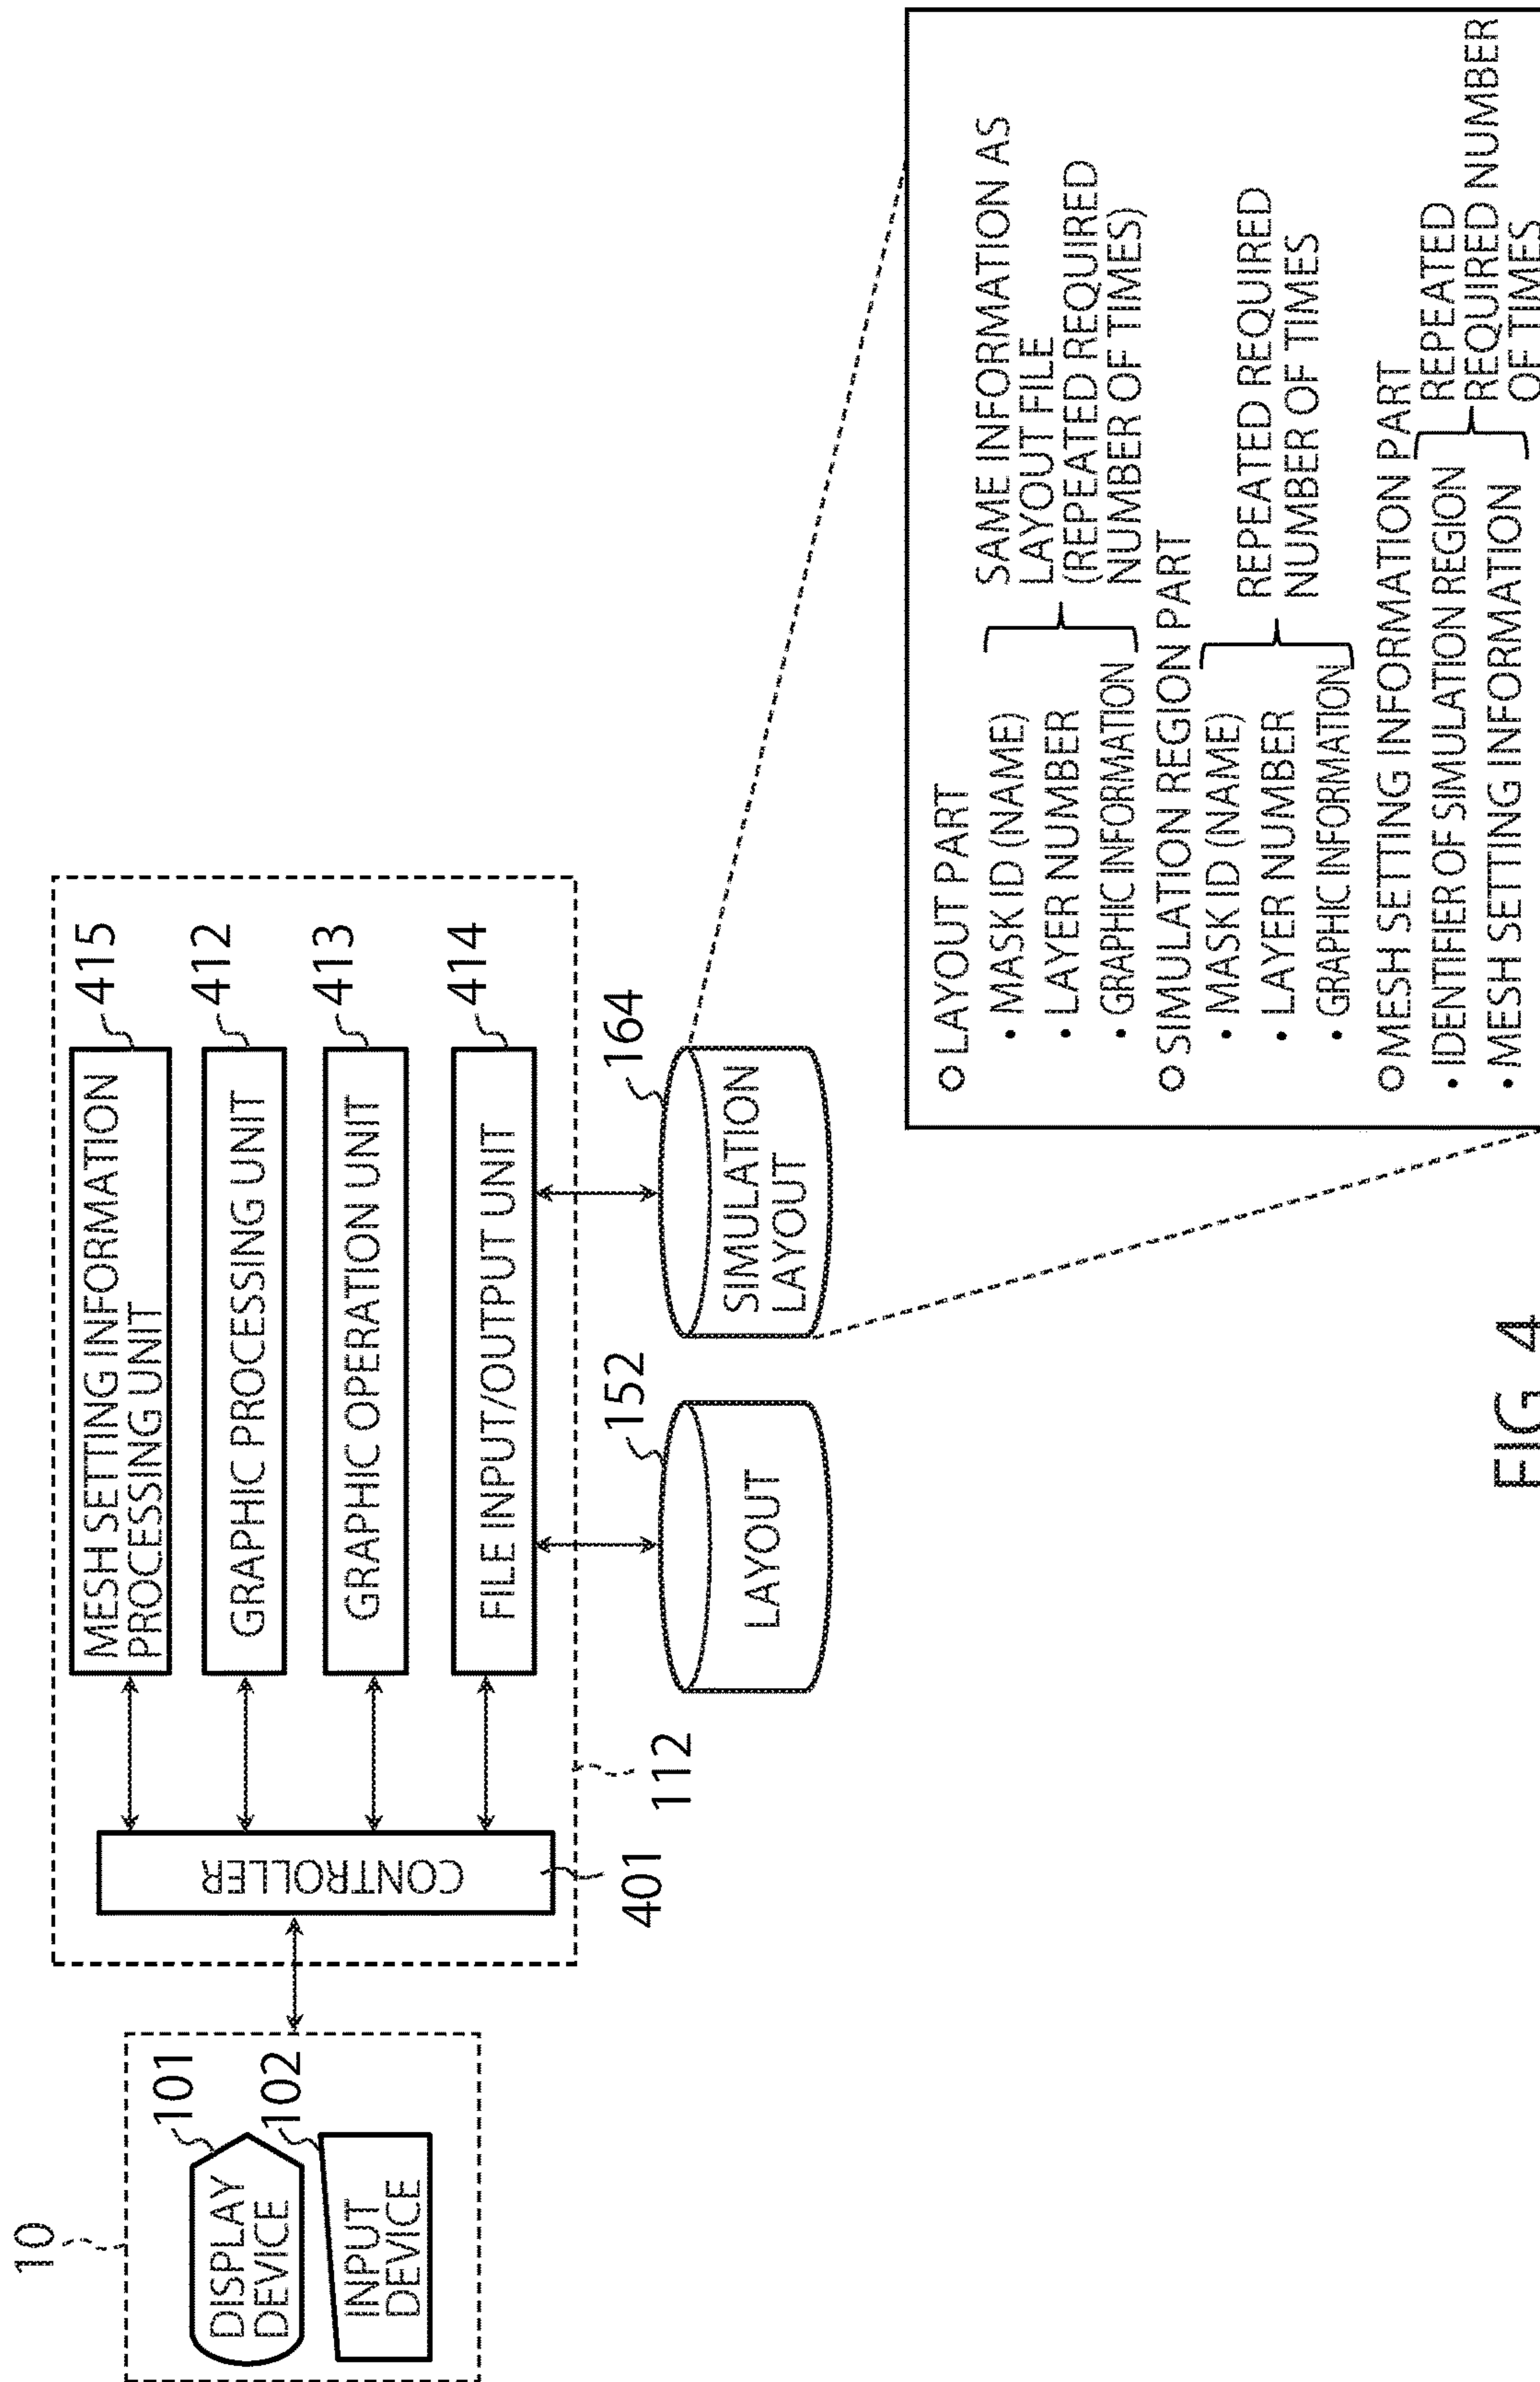 10
DISPLAY
DEVICE
101
INPUT
DEVICE
102
CONTROLLER
401
112
MESH SETTING INFORMATION
PROCESSING UNIT
415
GRAPHIC PROCESSING UNIT
412
GRAPHIC OPERATION UNIT
413
FILE INPUT/OUTPUT UNIT
414
LAYOUT
152
SIMULATION
LAYOUT
164
○ LAYOUT PART
• MASK ID (NAME)
• LAYER NUMBER
• GRAPHIC INFORMATION
SAME INFORMATION AS
LAYOUT FILE
(REPEATED REQUIRED
NUMBER OF TIMES)
○ SIMULATION REGION PART
• MASK ID (NAME)
• LAYER NUMBER
• GRAPHIC INFORMATION
REPEATED REQUIRED
NUMBER OF TIMES
○ MESH SETTING INFORMATION PART
• IDENTIFIER OF SIMULATION REGION
• MESH SETTING INFORMATION
REPEATED
REQUIRED NUMBER
OF TIMES
FIG. 4